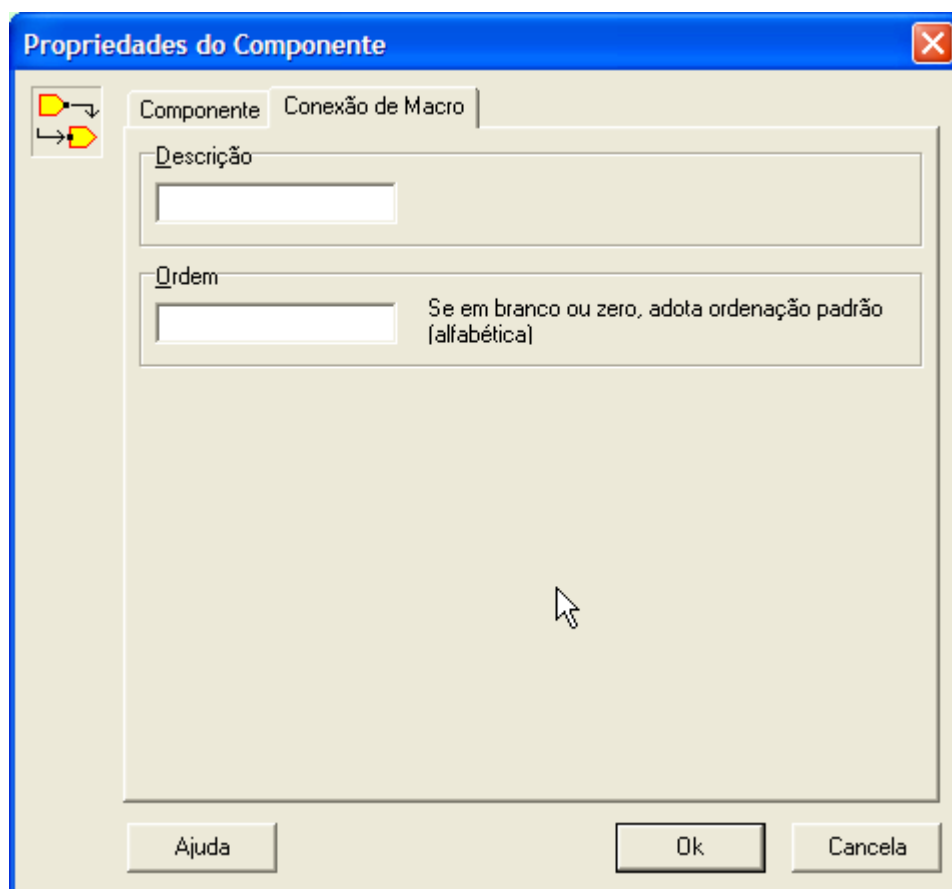 Propriedades do Componente
Componente
Conexão de Macro
Descrição
Ordem
Se em branco ou zero, adota ordenação padrão
(alfabética)
Ajuda
Ok
Cancela